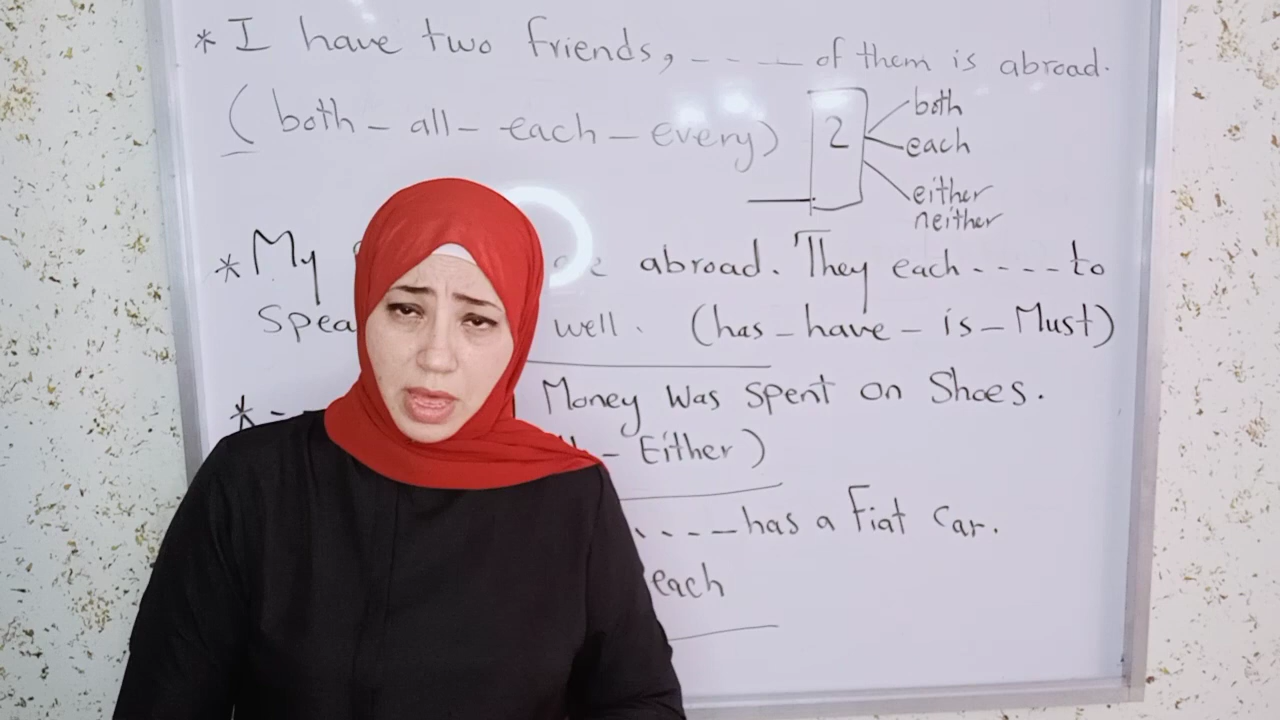 * I have two friends, - - - of them is abroad.
( both - all - each - every)
2
both
each
either
neither
* My abroad. They each - - - - to
well. (has - have - is - Must)
* - Money was spent on Shoes.
- Either )
- - - - has a Fiat Car.
each